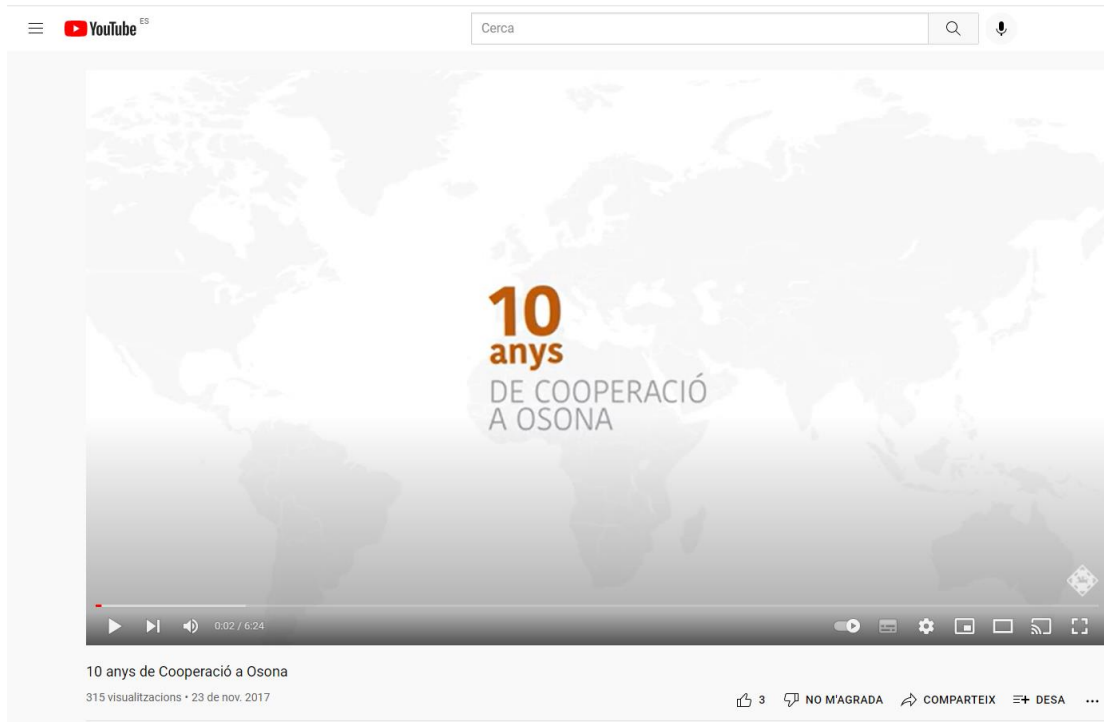 YouTube ES
Cerca
10
anys
DE COOPERACIÓ
A OSONA
0:02 / 6:24
10 anys de Cooperació a Osona
315 visualitzacions • 23 de nov. 2017
3 NO M'AGRADA COMPARTEIX DESA